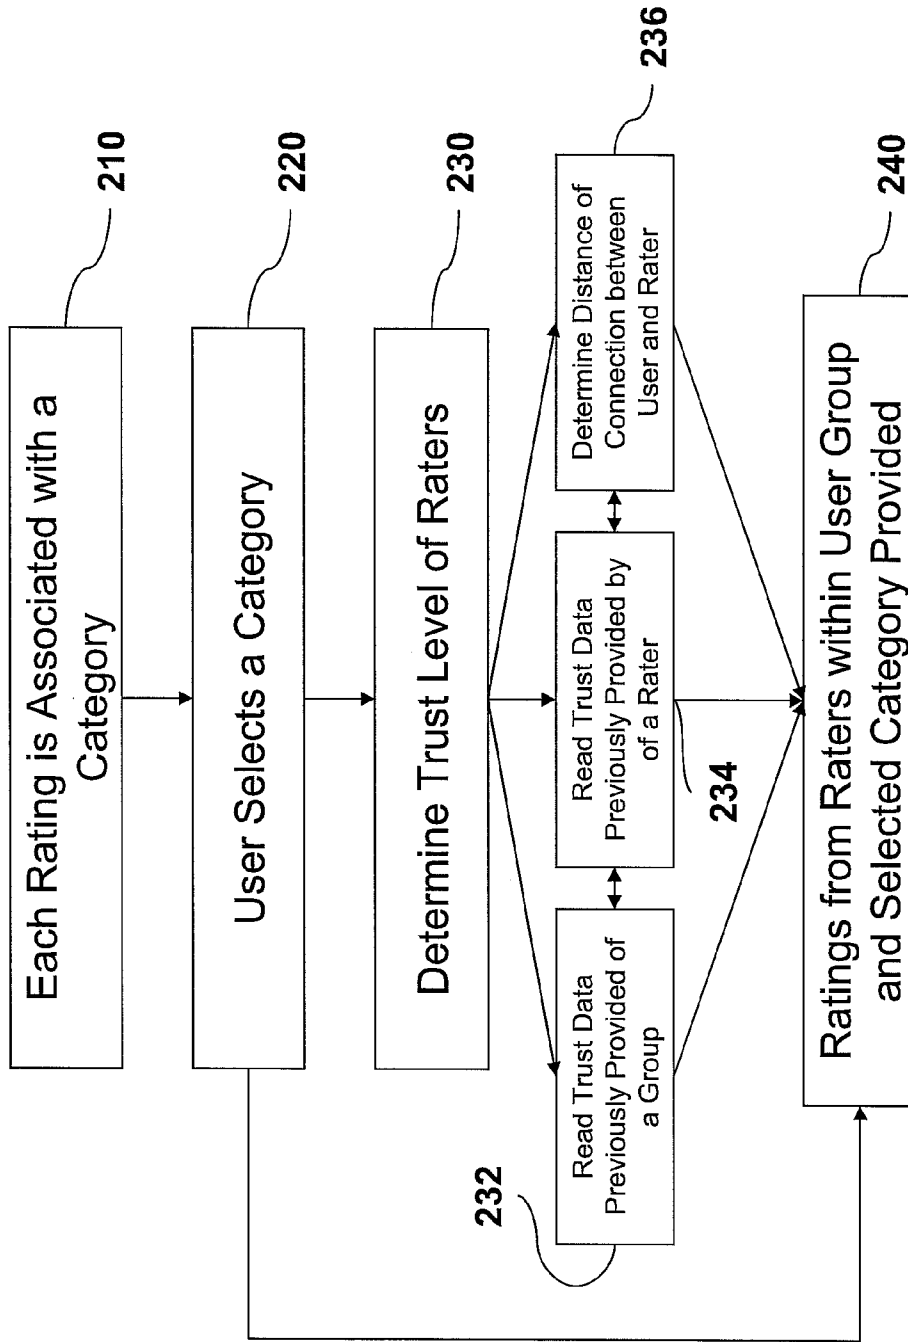 Each Rating is Associated with a
Category
210
User Selects a Category
220
Determine Trust Level of Raters
230
232
Read Trust Data
Previously Provided of
a Group
Read Trust Data
Previously Provided by
of a Rater
234
Determine Distance of
Connection between
User and Rater
236
Ratings from Raters within User Group
and Selected Category Provided
240